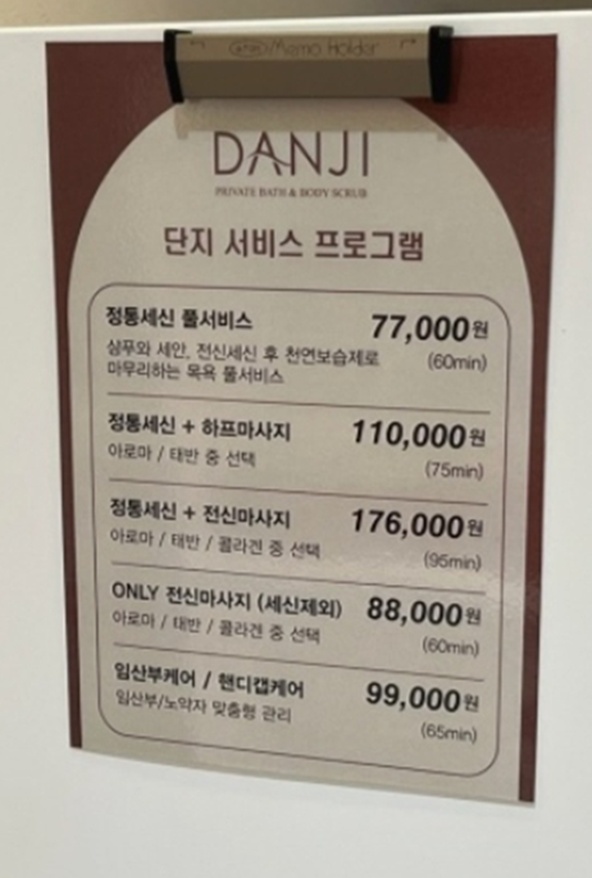 Memo Holder
DANJI
PRIVATE BATH & BODY SCRUB
단지 서비스 프로그램
정통세신 풀서비스 77,000원
샴푸와 세안, 전신세신 후 천연보습제로 (60min)
마무리하는 목욕 풀서비스
정통세신 + 하프마사지 110,000원
아로마 / 태반 중 선택 (75min)
정통세신 + 전신마사지 176,000원
아로마 / 태반 / 콜라겐 중 선택 (95min)
ONLY 전신마사지 (세신제외) 88,000원
아로마 / 태반 / 콜라겐 중 선택 (60min)
임산부케어 / 핸디캡케어 99,000원
임산부/노약자 맞춤형 관리 (65min)